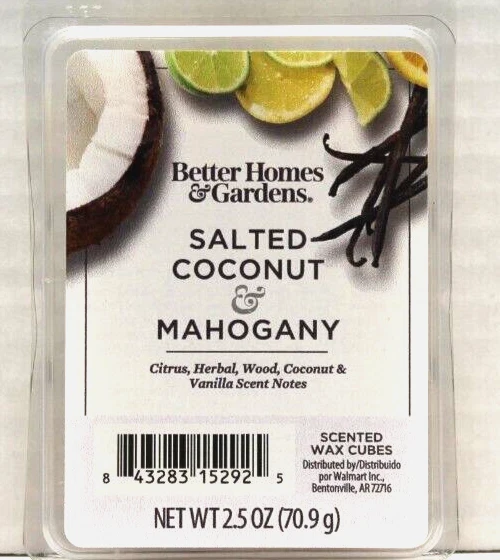 Better Homes
& Gardens®
SALTED
COCONUT
&
MAHOGANY
Citrus, Herbal, Wood, Coconut &
Vanilla Scent Notes
8 43283 15292 5
SCENTED
WAX CUBES
Distributed by/Distribuido
por Walmart Inc.,
Bentonville, AR 72716
NET WT 2.5 OZ (70.9 g)